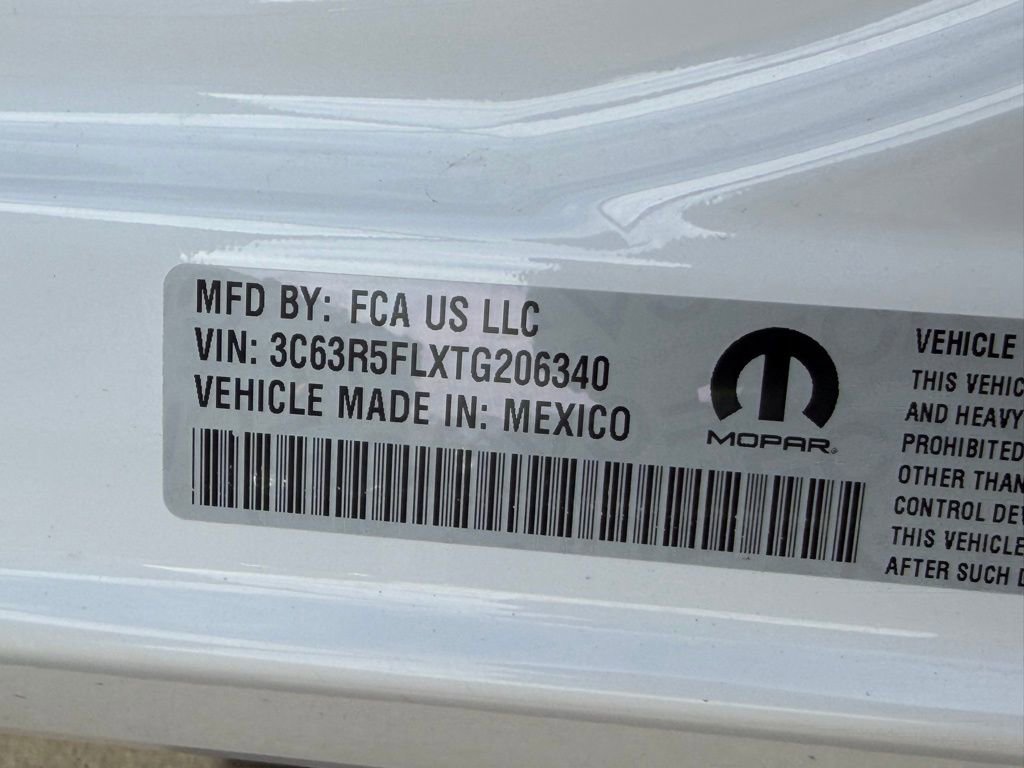 MFD BY: FCA US LLC
VIN: 3C63R5FLXTG206340
VEHICLE MADE IN: MEXICO
MOPAR®
VEHICLE
THIS VEHIC
AND HEAVY
PROHIBITED
OTHER THAN
CONTROL DE
THIS VEHICLE
AFTER SUCH